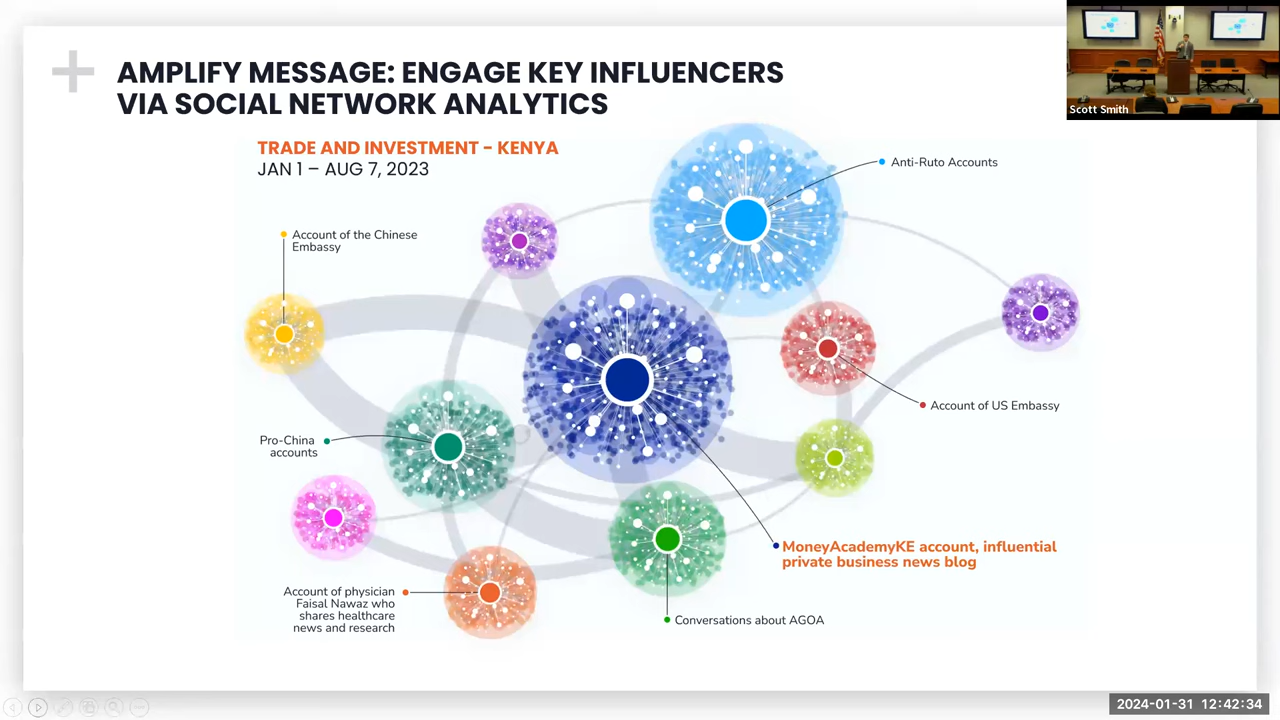 AMPLIFY MESSAGE: ENGAGE KEY INFLUENCERS
VIA SOCIAL NETWORK ANALYTICS
Scott Smith
TRADE AND INVESTMENT - KENYA
JAN 1 – AUG 7, 2023
Anti-Ruto Accounts
Account of the Chinese
Embassy
Account of US Embassy
Pro-China
accounts
MoneyAcademyKE account, influential
private business news blog
Account of physician
Faisal Nawaz who
shares healthcare
news and research
Conversations about AGOA
2024-01-31 12:42:34